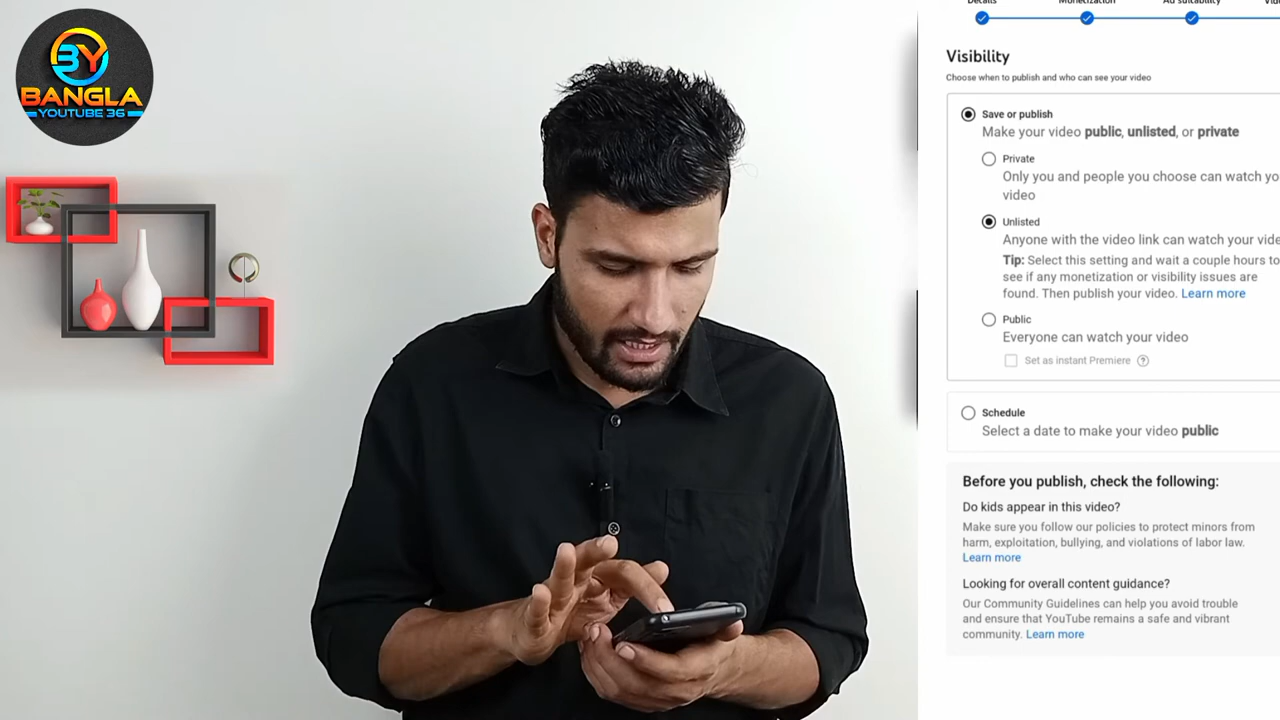 BY
BANGLA
YOUTUBE 36
Details
Monetization
Ad suitability
Visibility
Choose when to publish and who can see your video
Save or publish
Make your video public, unlisted, or private
Private
Only you and people you choose can watch yo
video
Unlisted
Anyone with the video link can watch your vide
Tip: Select this setting and wait a couple hours to
see if any monetization or visibility issues are
found. Then publish your video. Learn more
Public
Everyone can watch your video
Set as instant Premiere ?
Schedule
Select a date to make your video public
Before you publish, check the following:
Do kids appear in this video?
Make sure you follow our policies to protect minors from
harm, exploitation, bullying, and violations of labor law.
Learn more
Looking for overall content guidance?
Our Community Guidelines can help you avoid trouble
and ensure that YouTube remains a safe and vibrant
community. Learn more